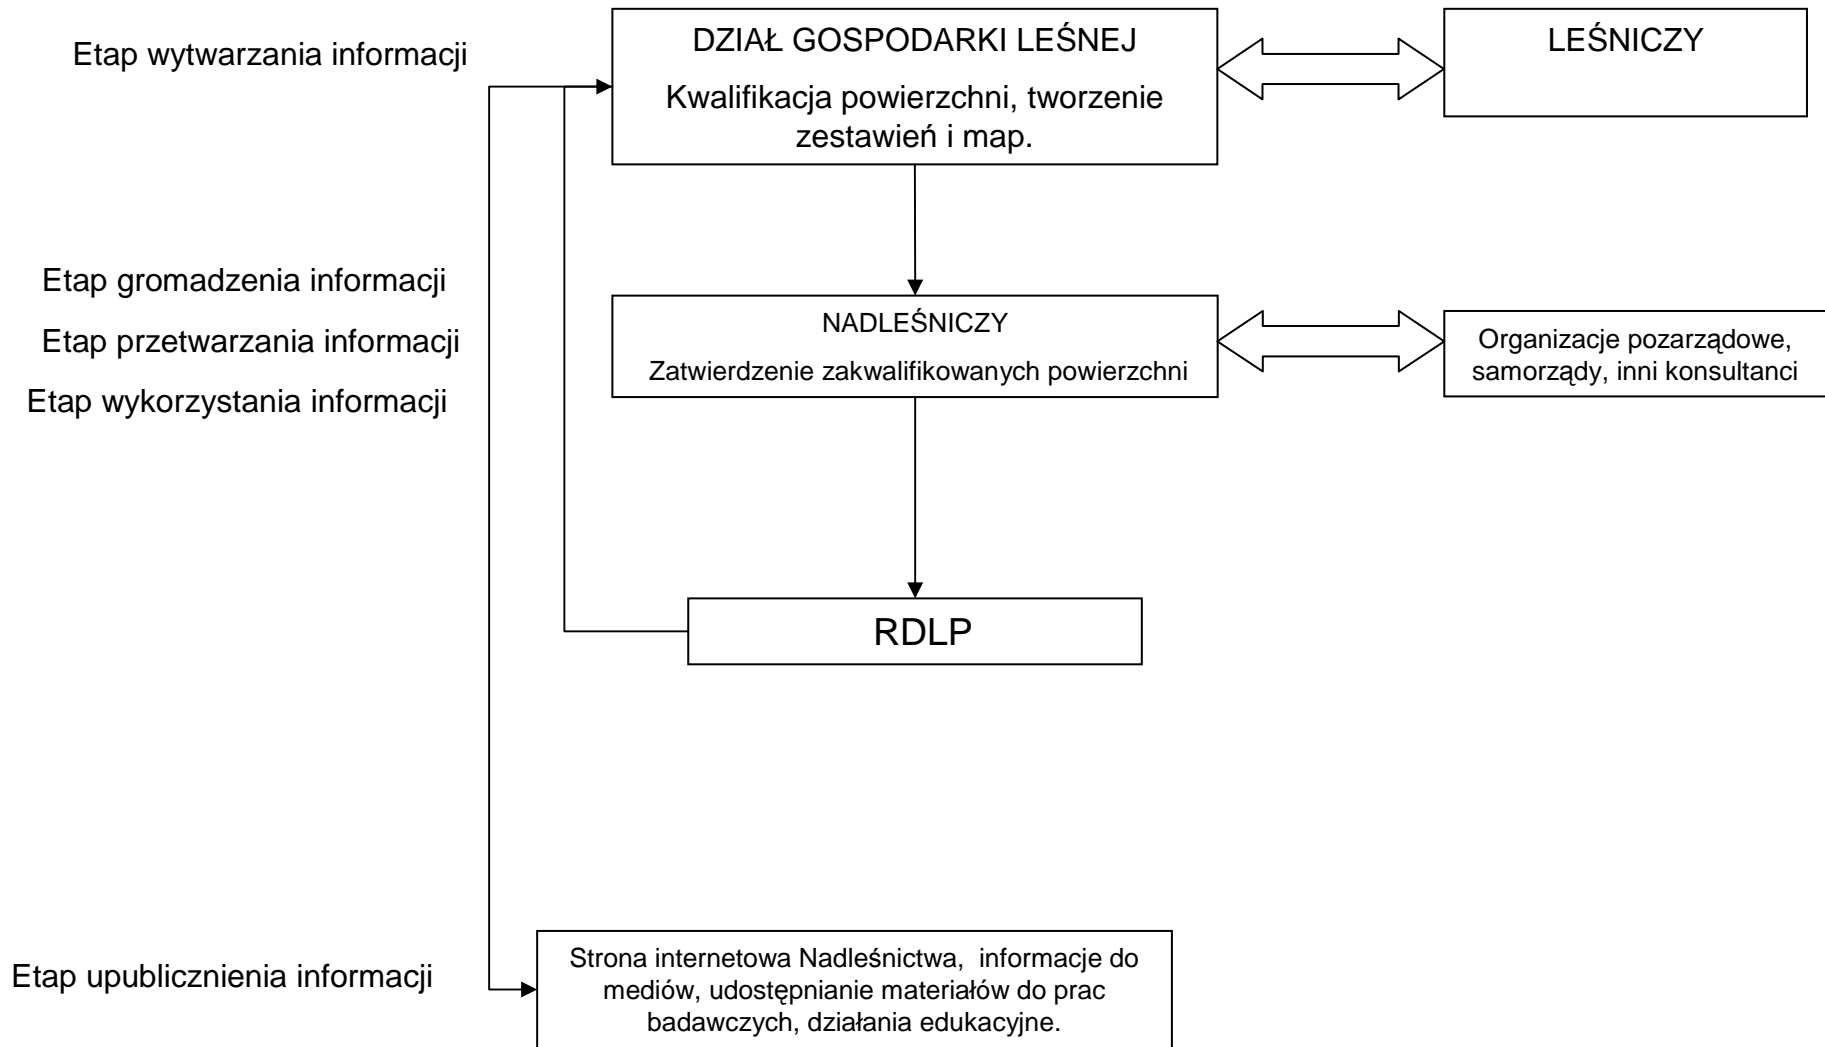 Etap wytwarzania informacji
DZIAŁ GOSPODARKI LEŚNEJ
Kwalifikacja powierzchni, tworzenie
zestawień i map.
LEŚNICZY
Etap gromadzenia informacji
Etap przetwarzania informacji
Etap wykorzystania informacji
NADLEŚNICZY
Zatwierdzenie zakwalifikowanych powierzchni
Organizacje pozarządowe,
samorządy, inni konsultanci
RDLP
Etap upublicznienia informacji
Strona internetowa Nadleśnictwa, informacje do
mediów, udostępnianie materiałów do prac
badawczych, działania edukacyjne.